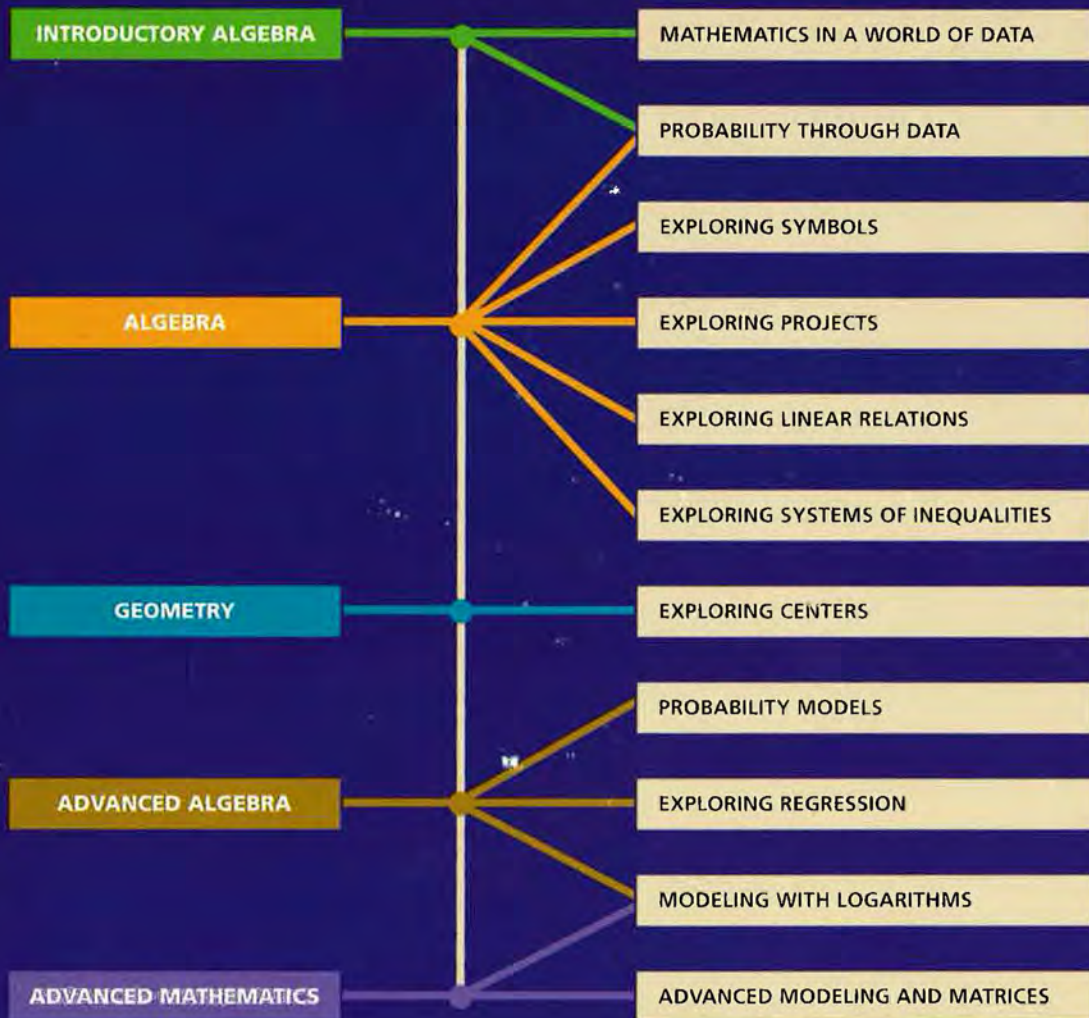 INTRODUCTORY ALGEBRA
MATHEMATICS IN A WORLD OF DATA
PROBABILITY THROUGH DATA
EXPLORING SYMBOLS
ALGEBRA
EXPLORING PROJECTS
EXPLORING LINEAR RELATIONS
EXPLORING SYSTEMS OF INEQUALITIES
GEOMETRY
EXPLORING CENTERS
PROBABILITY MODELS
ADVANCED ALGEBRA
EXPLORING REGRESSION
MODELING WITH LOGARITHMS
ADVANCED MATHEMATICS
ADVANCED MODELING AND MATRICES